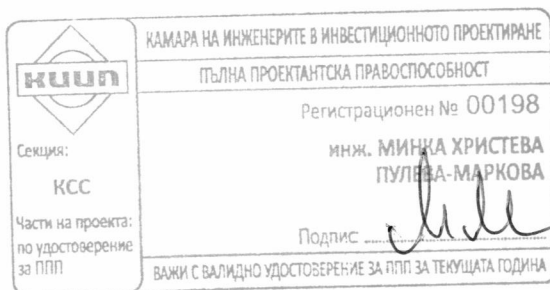 КАМАРА НА ИНЖЕНЕРИТЕ В ИНВЕСТИЦИОННОТО ПРОЕКТИРАНЕ
КИИП
ПЪЛНА ПРОЕКТАНТСКА ПРАВОСПОСОБНОСТ
Регистрационен № 00198
Секция:
КСС
инж. МИНКА ХРИСТЕВА
ПУЛЕВА-МАРКОВА
Части на проекта:
по удостоверение
за ППП
Подпис
ВАЖИ С ВАЛИДНО УДОСТОВЕРЕНИЕ ЗА ППП ЗА ТЕКУЩАТА ГОДИНА